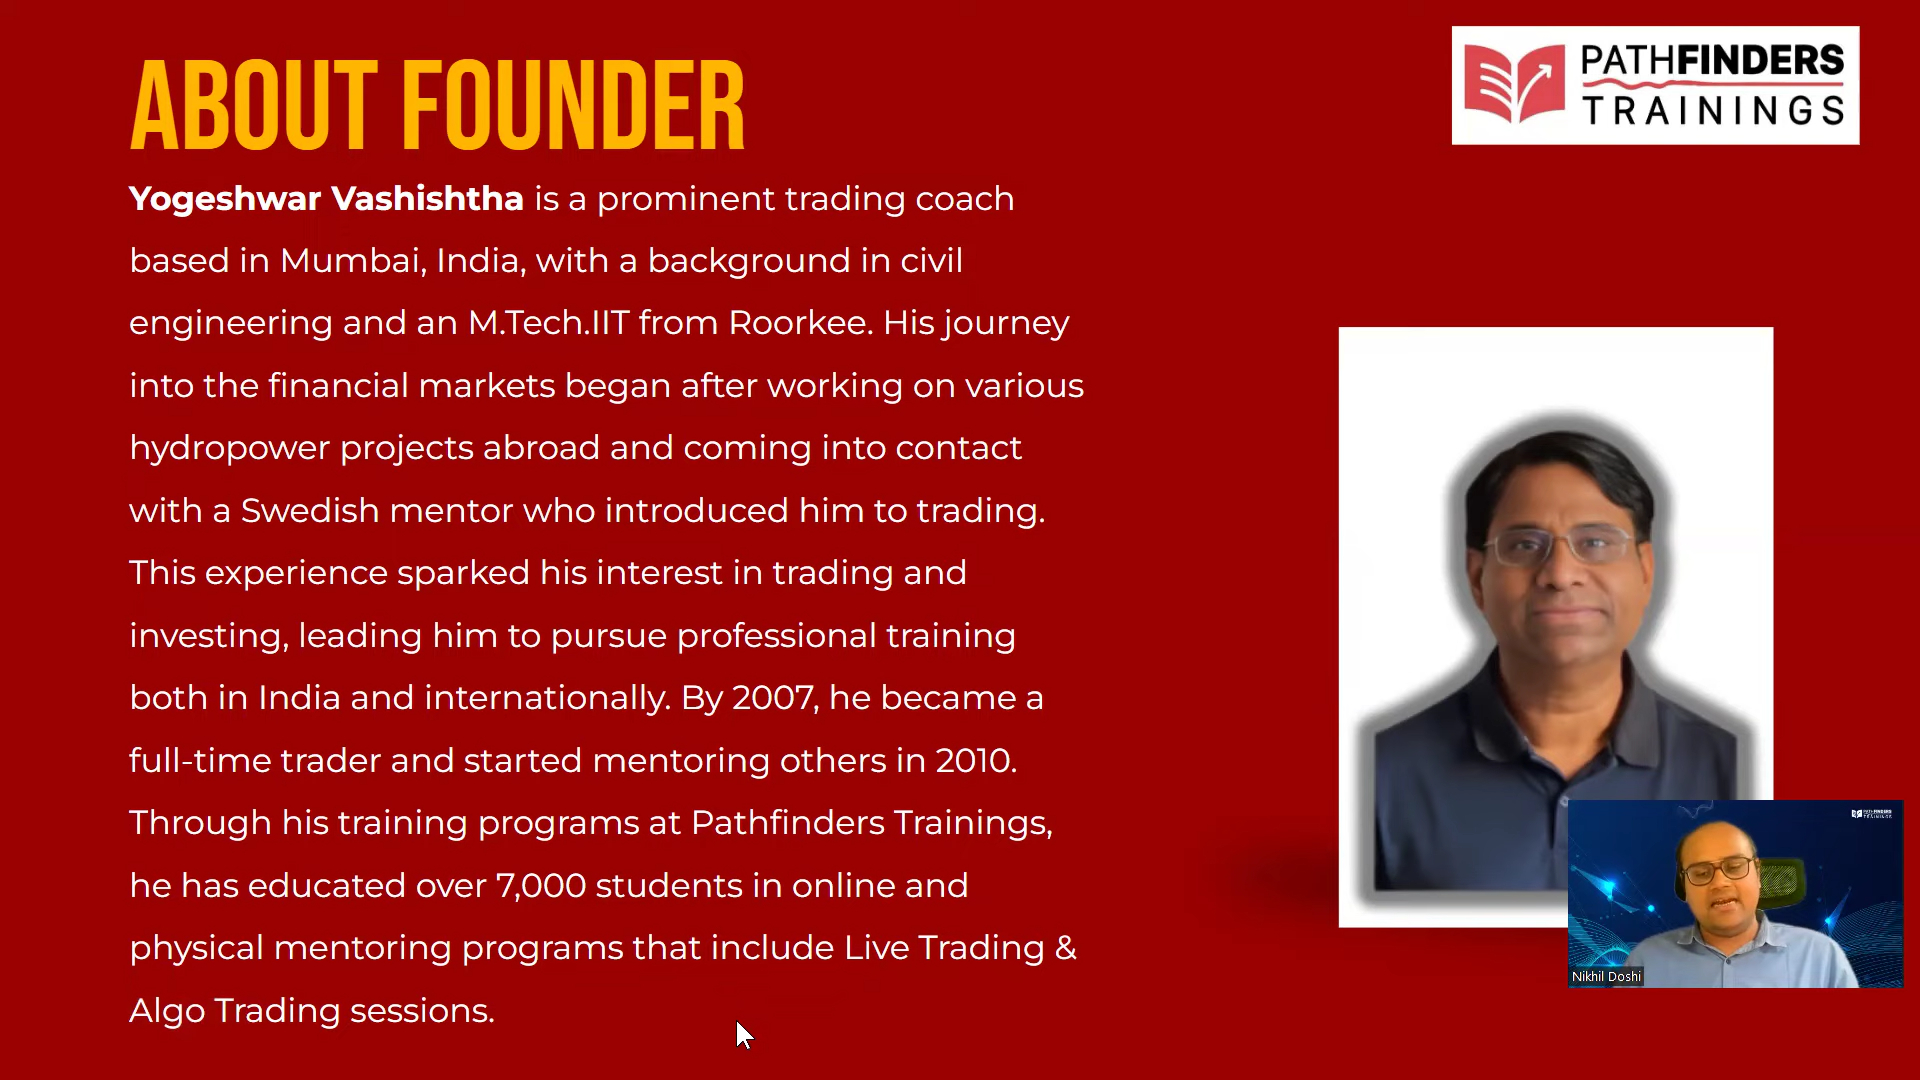 ABOUT FOUNDER
PATHFINDERS
TRAININGS
Yogeshwar Vashishtha is a prominent trading coach
based in Mumbai, India, with a background in civil
engineering and an M.Tech.IIT from Roorkee. His journey
into the financial markets began after working on various
hydropower projects abroad and coming into contact
with a Swedish mentor who introduced him to trading.
This experience sparked his interest in trading and
investing, leading him to pursue professional training
both in India and internationally. By 2007, he became a
full-time trader and started mentoring others in 2010.
Through his training programs at Pathfinders Trainings,
he has educated over 7,000 students in online and
physical mentoring programs that include Live Trading &
Algo Trading sessions.
PATHFINDERS
TRAININGS
Nikhil Doshi